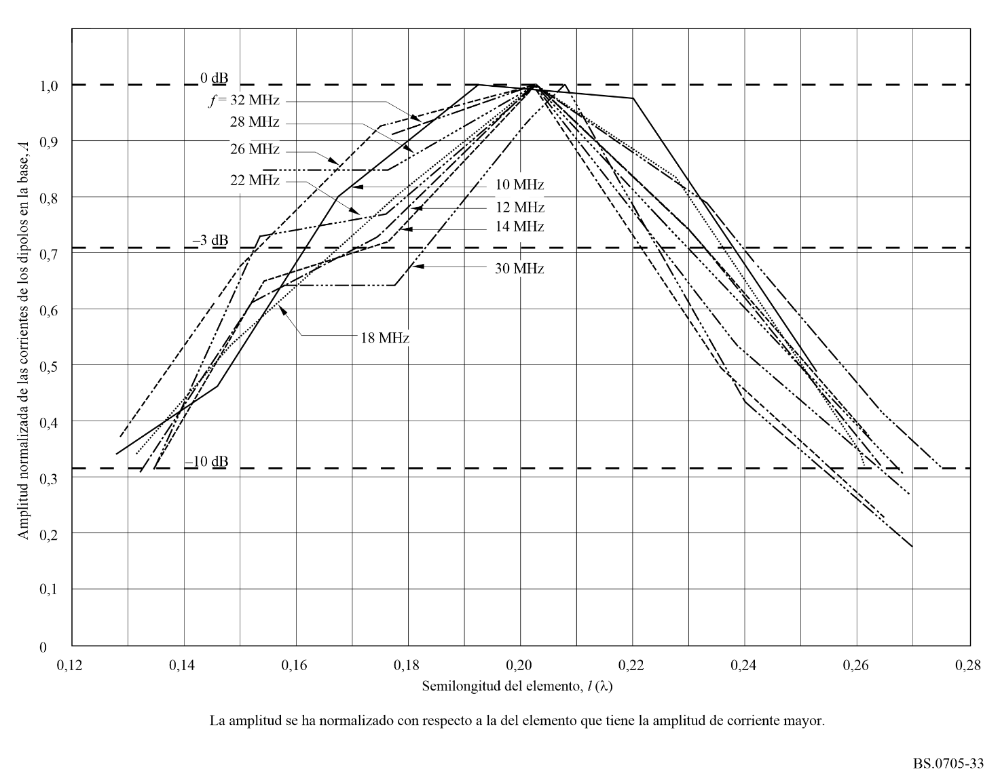 0 dB
1,0
f = 32 MHz
28 MHz
0,9
26 MHz
22 MHz
10 MHz
0,8
12 MHz
14 MHz
–3 dB
0,7
30 MHz
0,6
18 MHz
0,5
0,4
–10 dB
0,3
0,2
0,1
0
Amplitud normalizada de las corrientes de los dipolos en la base, A
0,12 0,14 0,16 0,18 0,20 0,22 0,24 0,26 0,28
Semilongitud del elemento, l (λ)
La amplitud se ha normalizado con respecto a la del elemento que tiene la amplitud de corriente mayor.
BS.0705-33